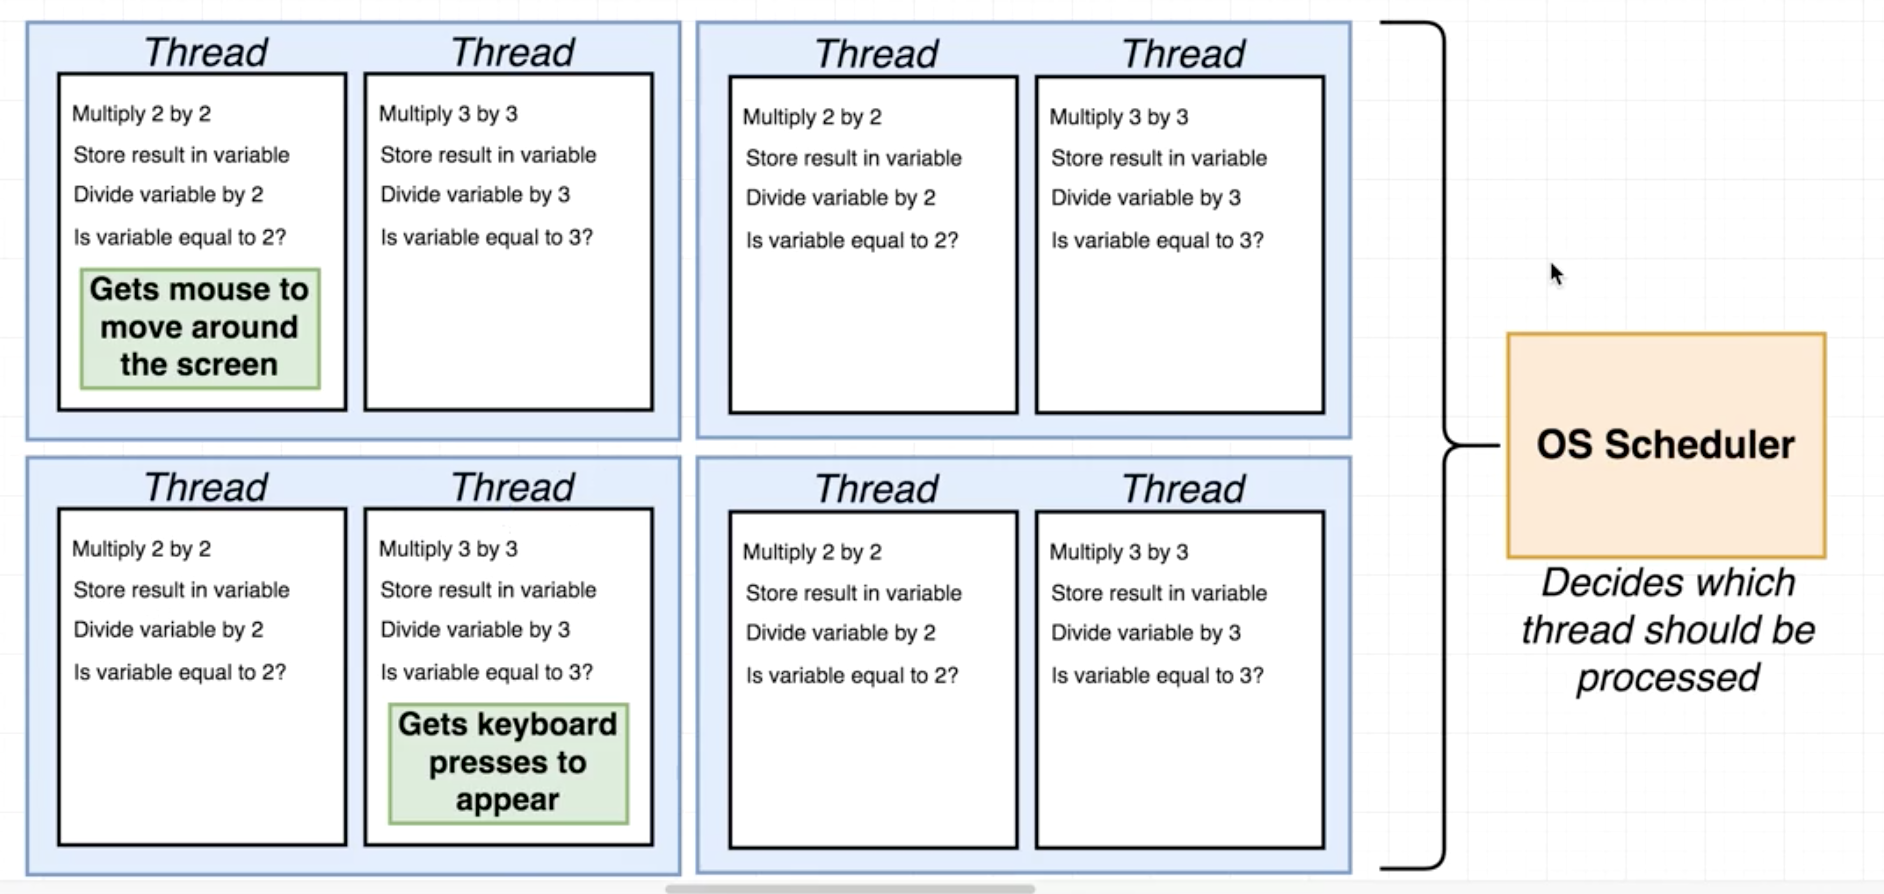 Thread
Multiply 2 by 2
Store result in variable
Divide variable by 2
Is variable equal to 2?
Gets mouse to
move around
the screen
Thread
Multiply 3 by 3
Store result in variable
Divide variable by 3
Is variable equal to 3?
Thread
Multiply 2 by 2
Store result in variable
Divide variable by 2
Is variable equal to 2?
Thread
Multiply 3 by 3
Store result in variable
Divide variable by 3
Is variable equal to 3?
Thread
Multiply 2 by 2
Store result in variable
Divide variable by 2
Is variable equal to 2?
Thread
Multiply 3 by 3
Store result in variable
Divide variable by 3
Is variable equal to 3?
Gets keyboard
presses to
appear
Thread
Multiply 2 by 2
Store result in variable
Divide variable by 2
Is variable equal to 2?
Thread
Multiply 3 by 3
Store result in variable
Divide variable by 3
Is variable equal to 3?
OS Scheduler
Decides which
thread should be
processed